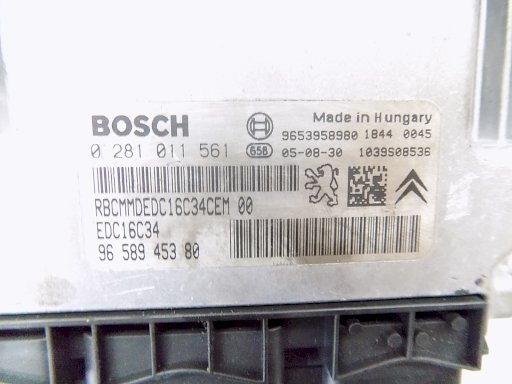 BOSCH
Made in Hungary
9653958980 1844 0045
0 281 011 561 G5B 05-08-30 1039S08536
RBCMMDEDC16C34CEM 00
EDC16C34
96 589 453 80